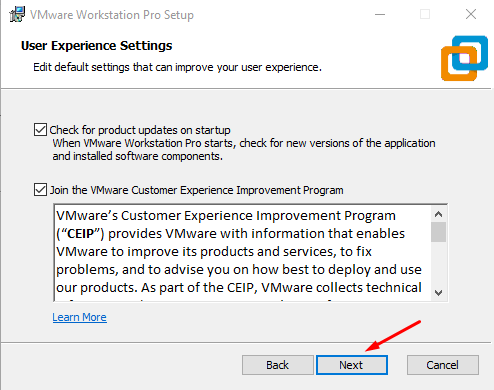 VMware Workstation Pro Setup
User Experience Settings
Edit default settings that can improve your user experience.
Check for product updates on startup
When VMware Workstation Pro starts, check for new versions of the application
and installed software components.
Join the VMware Customer Experience Improvement Program
VMware's Customer Experience Improvement Program
("CEIP") provides VMware with information that enables
VMware to improve its products and services, to fix
problems, and to advise you on how best to deploy and use
our products. As part of the CEIP, VMware collects technical
Learn More
Back
Next
Cancel